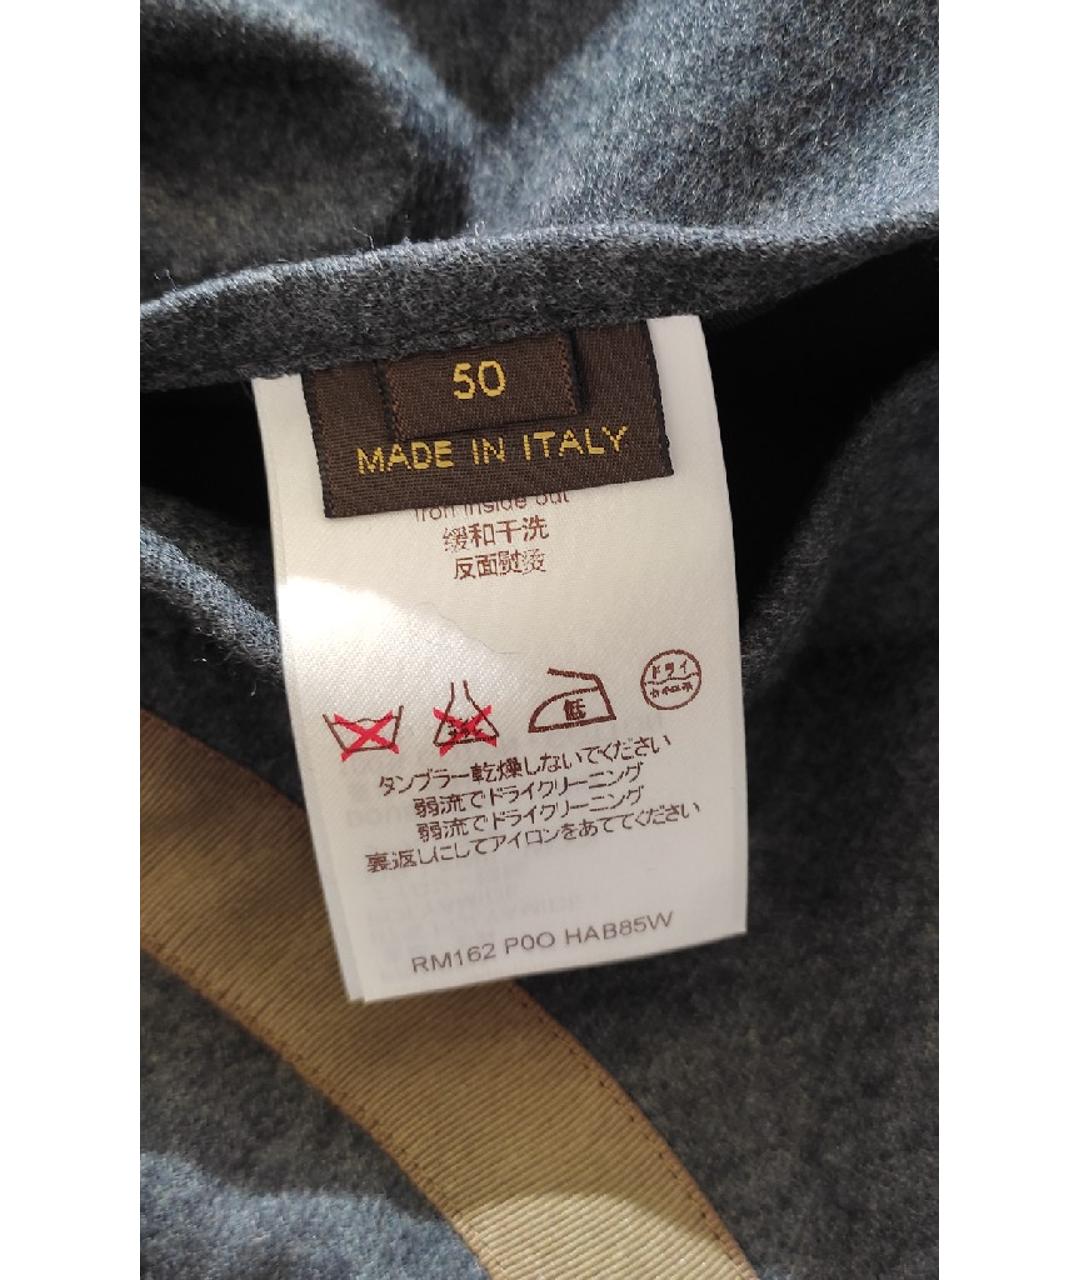 50
MADE IN ITALY
Iron inside out
缓和干洗
反面熨烫
低
ドライ
タンブラー乾燥しないでください
弱流でドライクリーニング
弱流でドライクリーニング
裏返しにしてアイロンをあててください
RM162 P0O HAB85W